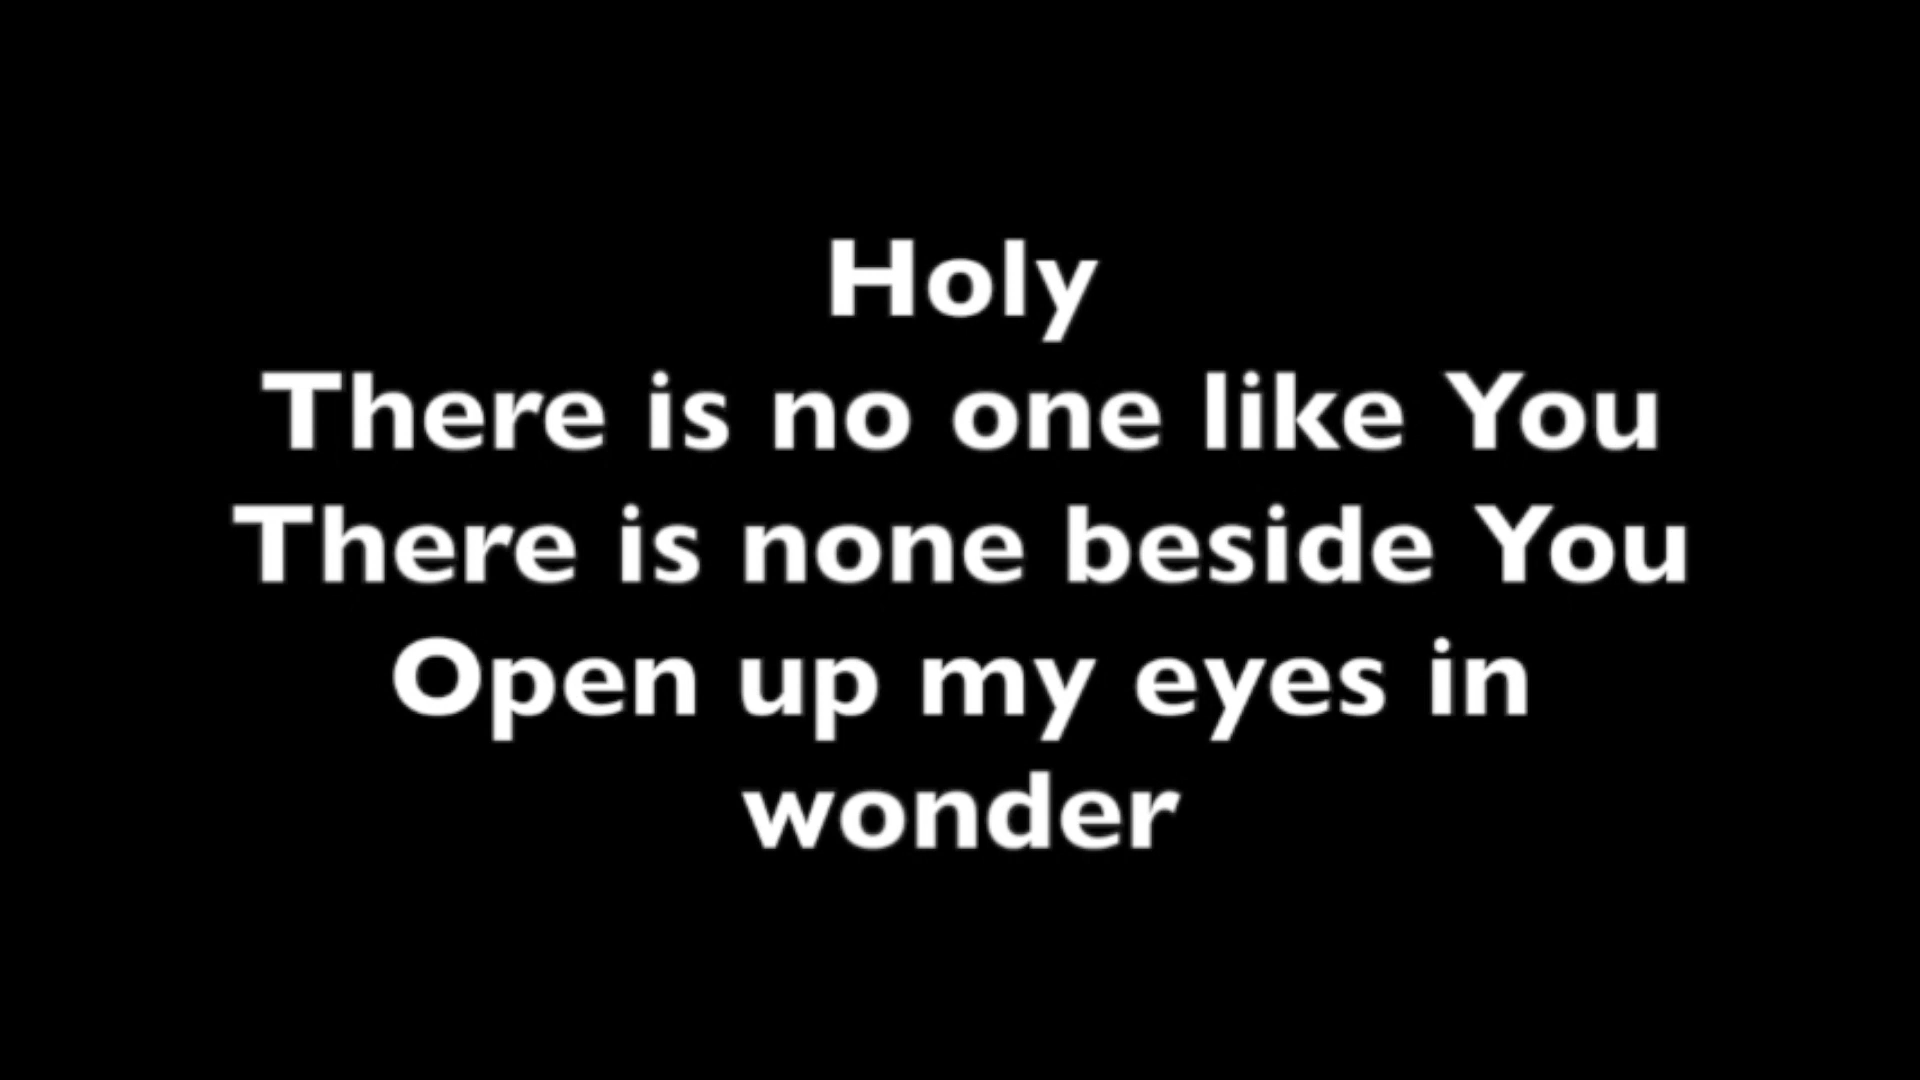 Holy
There is no one like You
There is none beside You
Open up my eyes in
wonder